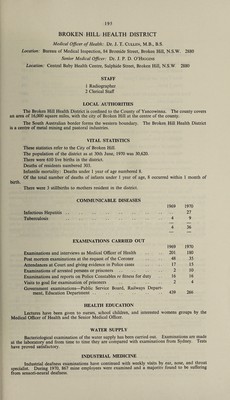 195
BROKEN HILL HEALTH DISTRICT
Medical Officer of Health: Dr. J. T. Cullen, M.B., B.S.
Location: Bureau of Medical Inspection, 84 Bromide Street, Broken Hill, N.S.W. 2880
Senior Medical Officer: Dr. J. P. D. O'Halloran
Location: Central Baby Health Centre, Sulphide Street, Broken Hill, N.S.W. 2880
STAFF
1 Radiographer
2 Clerical Staff
LOCAL AUTHORITIES
The Broken Hill Health District is confined to the County of Yancowinna. The county covers
an area of 16,000 square miles, with the city of Broken Hill in the centre of the county.
The South Australian border forms the western boundary. The Broken Hill Health District
is a centre of metal mining and pastoral industries.
VITAL STATISTICS
These statistics refer to the City of Broken Hill.
The population of the district as at 30th June, 1970 was 30,620.
There were 610 live births in the district.
Deaths of residents numbered 303.
Infantile mortality: Deaths under 1 year of age numbered 8.
Of the total number of deaths of infants under 1 year of age, 6 occurred within 1 month of
birth.
There were 3 stillbirths to mothers resident in the district.
COMMUNICABLE DISEASES
1969 1970
Infectious Hepatitis 27
Tuberculosis 4 9
4 36
EXAMINATIONS CARRIED OUT
1969 1970
Examinations and interviews as Medical Officer of Health 201 180
Post mortem examinations at the request of the Coroner 48 35
Attendances at Court and giving evidence in Police cases 17 13
Examinations of arrested persons or prisoners 2 10
Examinations and reports on Police Constables or fitness for duty 16 16
Visits to gaol for examination of prisoners 2 4
Government examinations—Public Service Board, Railways Depart-
ment, Education Department 439 266
HEALTH EDUCATION
Lectures have been given to nurses, school children, and interested womens groups by the
Medical Officer of Health and the Senior Medical Officer.
WATER SUPPLY
Bacteriological examination of the water supply has been carried out. Examinations are made
at the laboratory and from time to time they are compared with examinations from Sydney. Tests
have proved satisfactory.
INDUSTRIAL MEDICINE
Industrial deafness examinations have continued with weekly visits by ear, nose, and throat
specialist. During 1970, 867 mine employees were examined and a majority found to be suffering
from sensori-neural deafness.